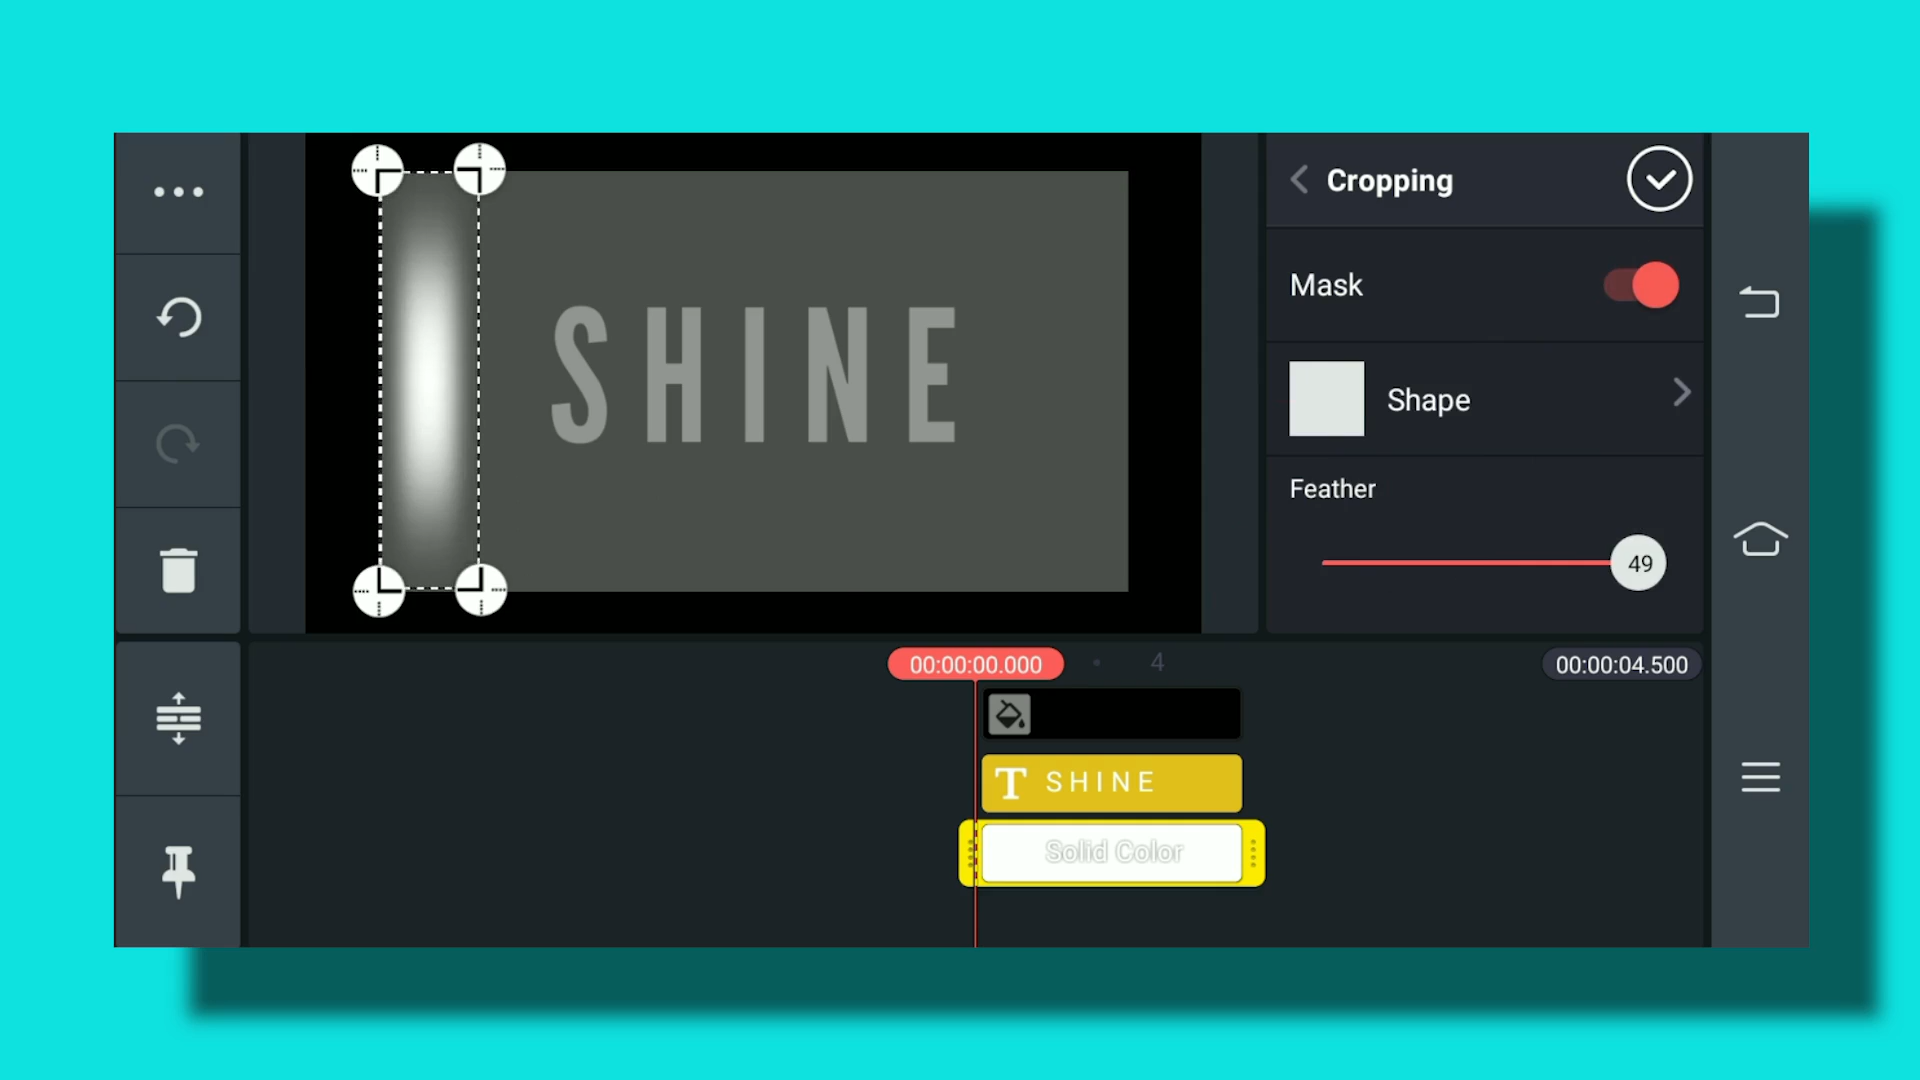 Cropping
Mask
Shape
Feather
49
SHINE
00:00:00.000
4
00:00:04.500
T SHINE
Solid Color